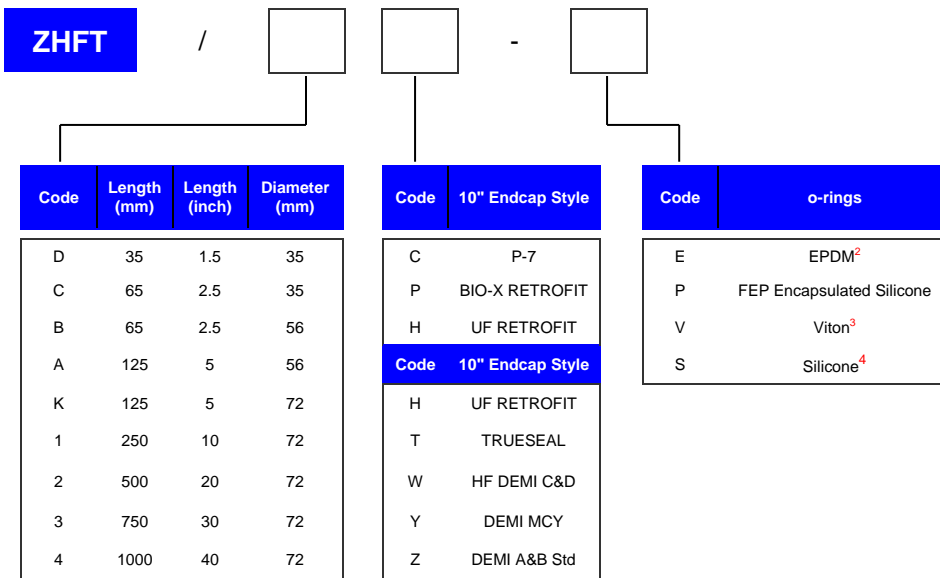 ZHFT / -
Code Length (mm) Length (inch) Diameter (mm)
D 35 1.5 35
C 65 2.5 35
B 65 2.5 56
A 125 5 56
K 125 5 72
1 250 10 72
2 500 20 72
3 750 30 72
4 1000 40 72
Code 10" Endcap Style
C P-7
P BIO-X RETROFIT
H UF RETROFIT
Code 10" Endcap Style
H UF RETROFIT
T TRUESEAL
W HF DEMI C&D
Y DEMI MCY
Z DEMI A&B Std
Code o-rings
E EPDM2
P FEP Encapsulated Silicone
V Viton3
S Silicone4